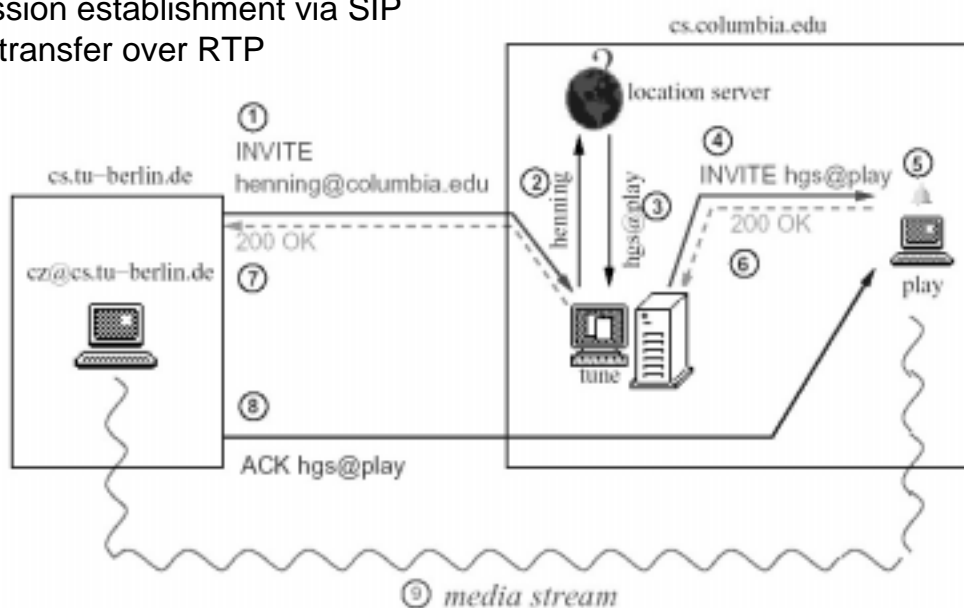 ssion establishment via SIP
transfer over RTP
cs.columbia.edu
?
location server
①
INVITE
henning@columbia.edu
cs.tu-berlin.de
②
henning
③
hgs@play
④
INVITE hgs@play
⑤
200 OK
200 OK
⑥
cz@cs.tu-berlin.de
⑦
play
tune
⑧
ACK hgs@play
⑨ media stream